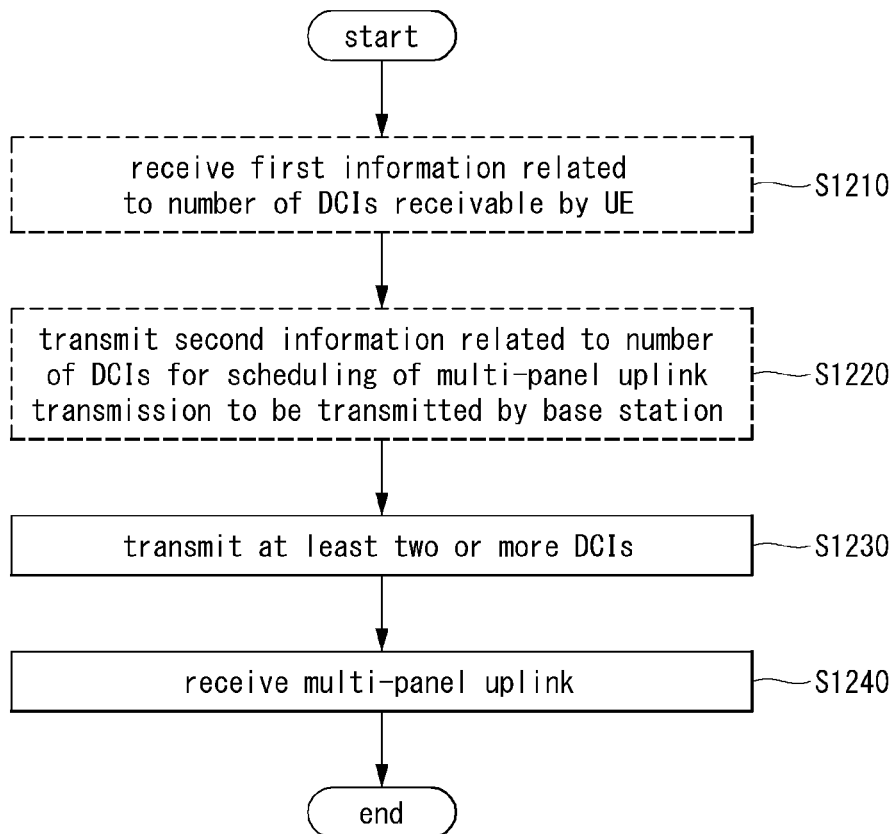 start
receive first information related
to number of DCIs receivable by UE
S1210
transmit second information related to number
of DCIs for scheduling of multi-panel uplink
transmission to be transmitted by base station
S1220
transmit at least two or more DCIs
S1230
receive multi-panel uplink
S1240
end